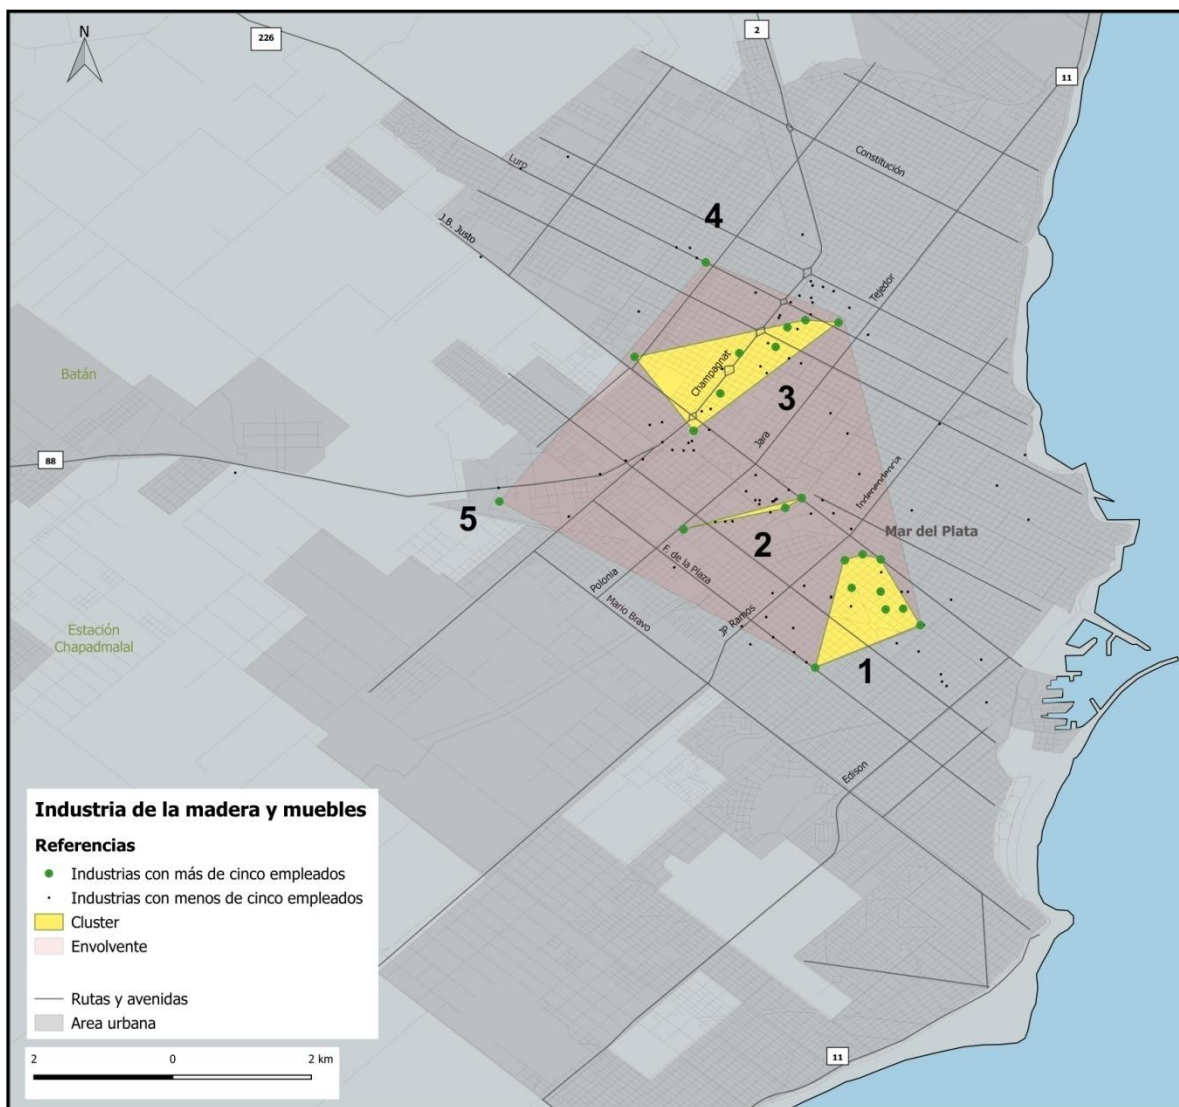 N
226
2
11
Constitución
Luro
4
J.B. Justo
Tejedor
Champagnat
Batán
3
Jara
88
Independencia
5
Mar del Plata
2
F. de la Plaza
Polonia
Mario Bravo
JP Ramos
Estación
Chapadmalal
1
Edison
Industria de la madera y muebles
Referencias
Industrias con más de cinco empleados
Industrias con menos de cinco empleados
Cluster
Envolvente
Rutas y avenidas
Area urbana
2 0 2 km
11